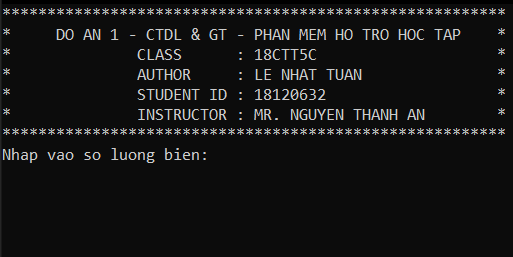 ********************************************************
* DO AN 1 - CTDL & GT - PHAN MEM HO TRO HOC TAP *
* CLASS : 18CTT5C *
* AUTHOR : LE NHAT TUAN *
* STUDENT ID : 18120632 *
* INSTRUCTOR : MR. NGUYEN THANH AN *
********************************************************
Nhap vao so luong bien: